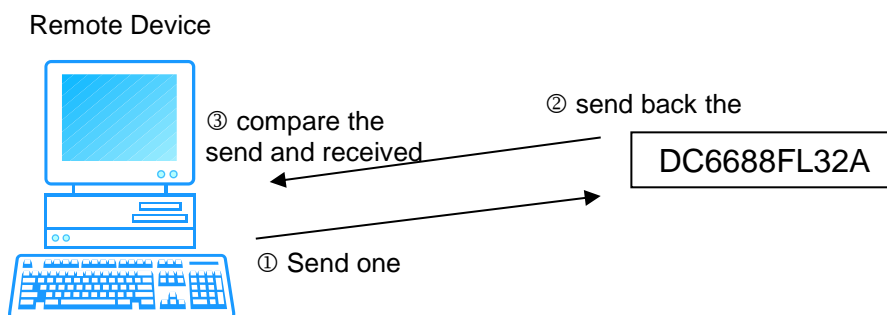 Remote Device
② send back the
③ compare the
send and received
DC6688FL32A
① Send one